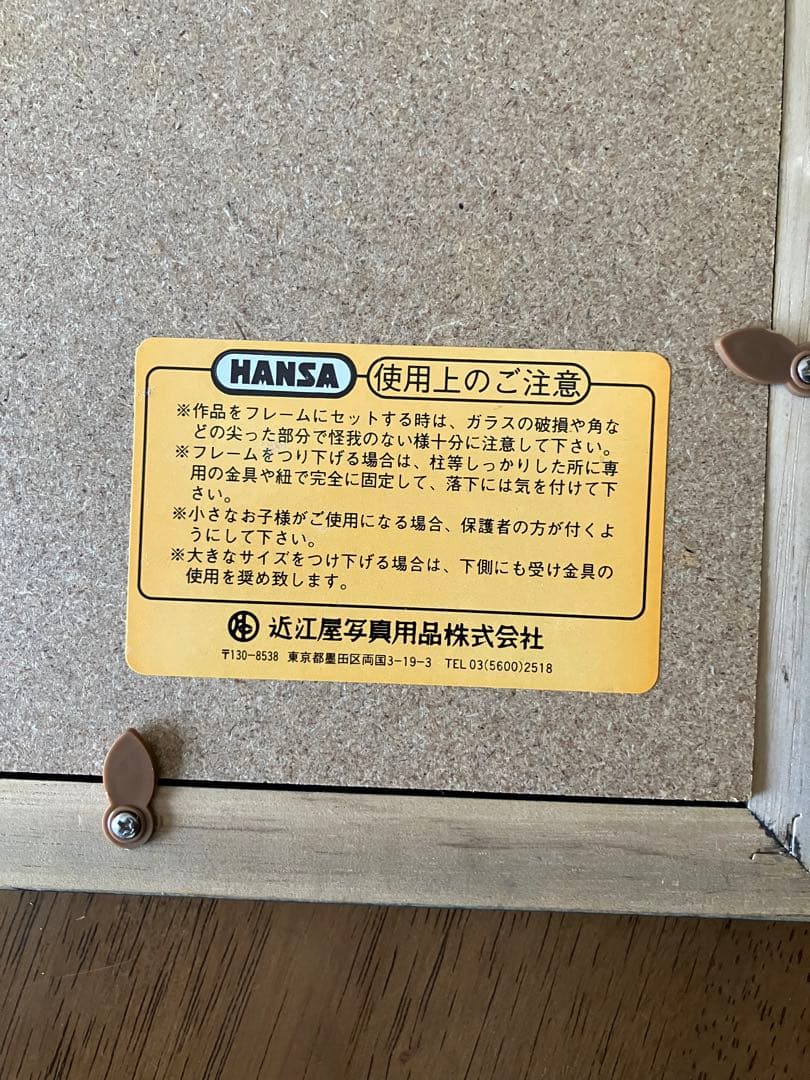 HANSA 使用上のご注意
※作品をフレームにセットする時は、ガラスの破損や角な
どの尖った部分で怪我のない様十分に注意して下さい。
※フレームをつり下げる場合は、柱等しっかりした所に専
用の金具や紐で完全に固定して、落下には気を付けて下
さい。
※小さなお子様がご使用になる場合、保護者の方が付くよ
うにして下さい。
※大きなサイズをつけ下げる場合は、下側にも受け金具の
使用を奨め致します。
近江屋写真用品株式会社
〒130-8538 東京都墨田区両国3-19-3 TEL 03(5600)2518